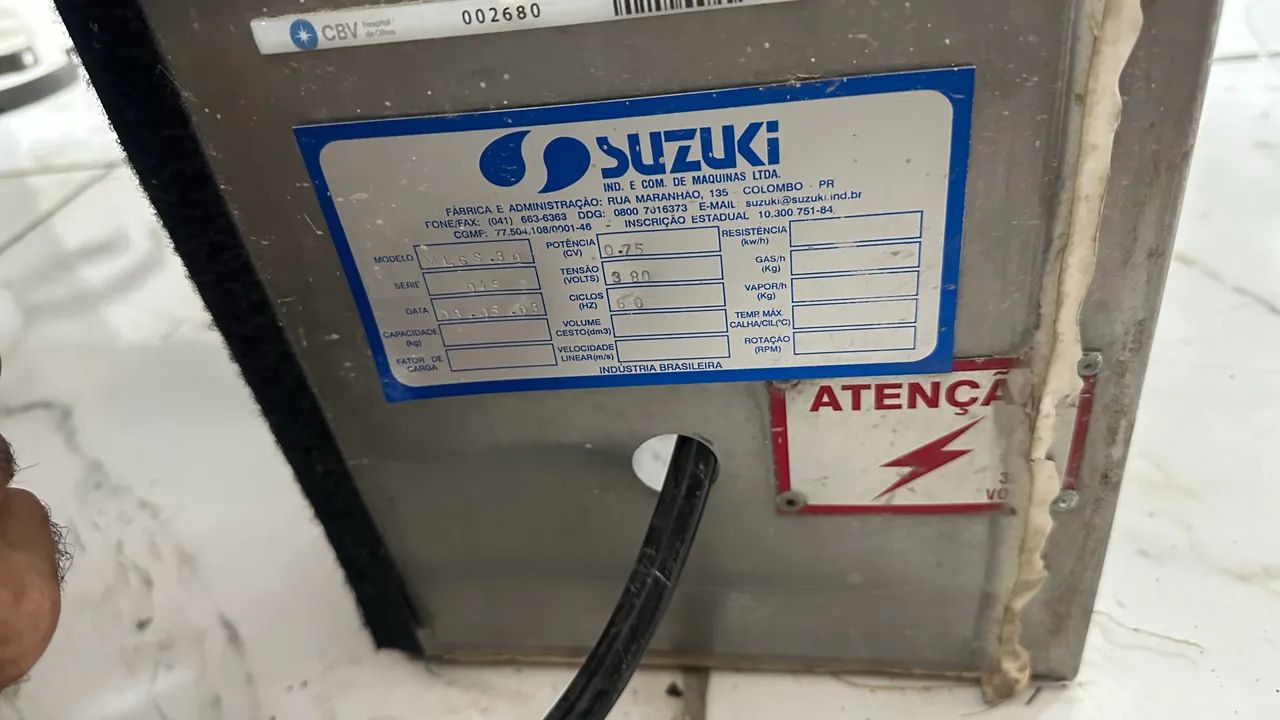 CBV Hospital de Olhos
002680
SUZUKI
IND. E COM. DE MAQUINAS LTDA.
FÁBRICA E ADMINISTRAÇÃO: RUA MARANHÃO, 135 - COLOMBO - PR
FONE/FAX: (041) 663-6363 DDG: 0800 7016373 E-MAIL: suzuki@suzuki.ind.br
CGMF: 77.504.108/0001-46 - INSCRIÇÃO ESTADUAL 10.300.751-84
MODELO
SERIE
DATA
CAPACIDADE (kg)
FATOR DE CARGA
POTÊNCIA (CV) 0.75
TENSÃO (VOLTS) 380
CICLOS (HZ) 60
VOLUME CESTO(dm3)
VELOCIDADE LINEAR(m/s)
RESISTÊNCIA (kw/h)
GAS/h (Kg)
VAPOR/h (Kg)
TEMP. MÁX. CALHA/CIL(°C)
ROTAÇÃO (RPM)
INDÚSTRIA BRASILEIRA
ATENÇÃ
3
VO